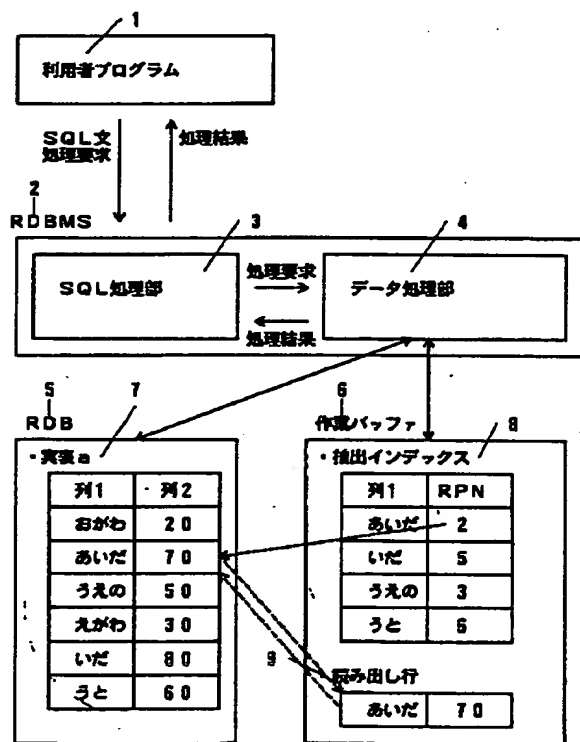 1
利用者プログラム
SQL文
処理要求
処理結果
2
RDBMS
3
4
SQL処理部
処理要求
データ処理部
処理結果
5
7
6
8
RDB
作業バッファ
・実表a
・抽出インデックス
列1 列2
おがわ 20
あいだ 70
うえの 50
えがわ 30
いだ 80
うと 60
列1 RPN
あいだ 2
いだ 5
うえの 3
うと 6
9
読み出し行
あいだ 70